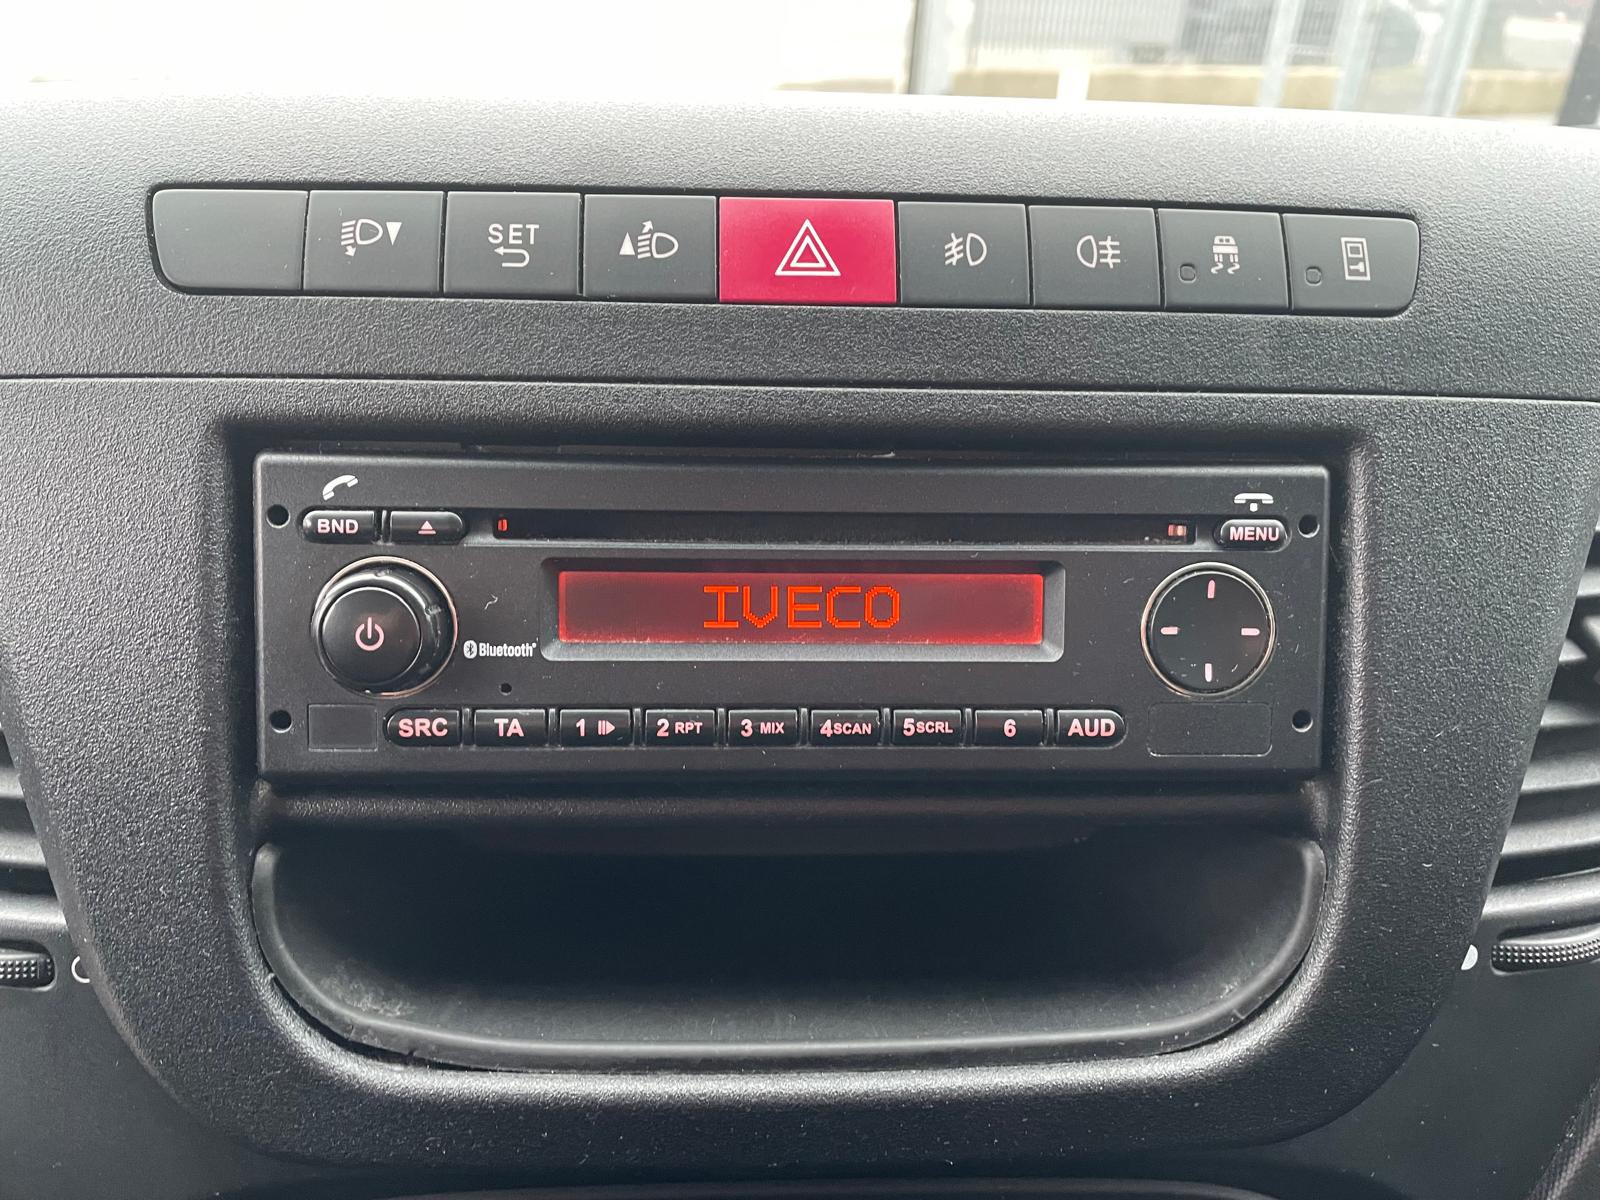 SET
BND
MENU
IVECO
Bluetooth®
SRC TA 1 2 RPT 3 MIX 4SCAN 5SCRL 6 AUD